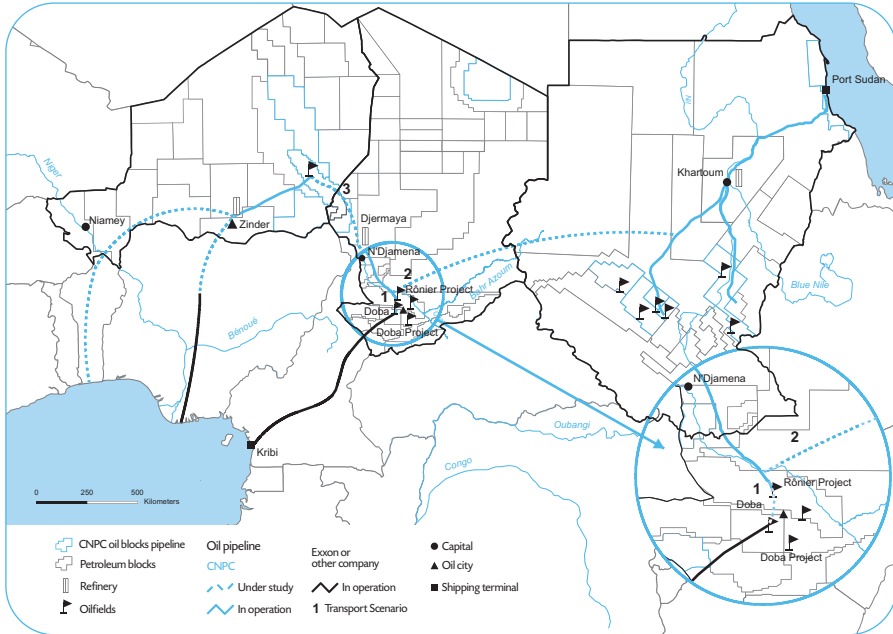 Port Sudan
Nil
Niger
Khartoum
3
Djermaya
Niamey
Zinder
N'Djamena
Blue Nile
2
Rônier Project
Bahr Azoum
1
Doba
Doba Project
Bénoué
N'Djamena
Oubangi
2
Kribi
Congo
Rônier Project
1
Doba
0 250 500
Kilometers
Doba Project
CNPC oil blocks pipeline
Petroleum blocks
Refinery
Oilfields
Oil pipeline
CNPC
Under study
In operation
Exxon or
other company
In operation
1 Transport Scenario
Capital
Oil city
Shipping terminal